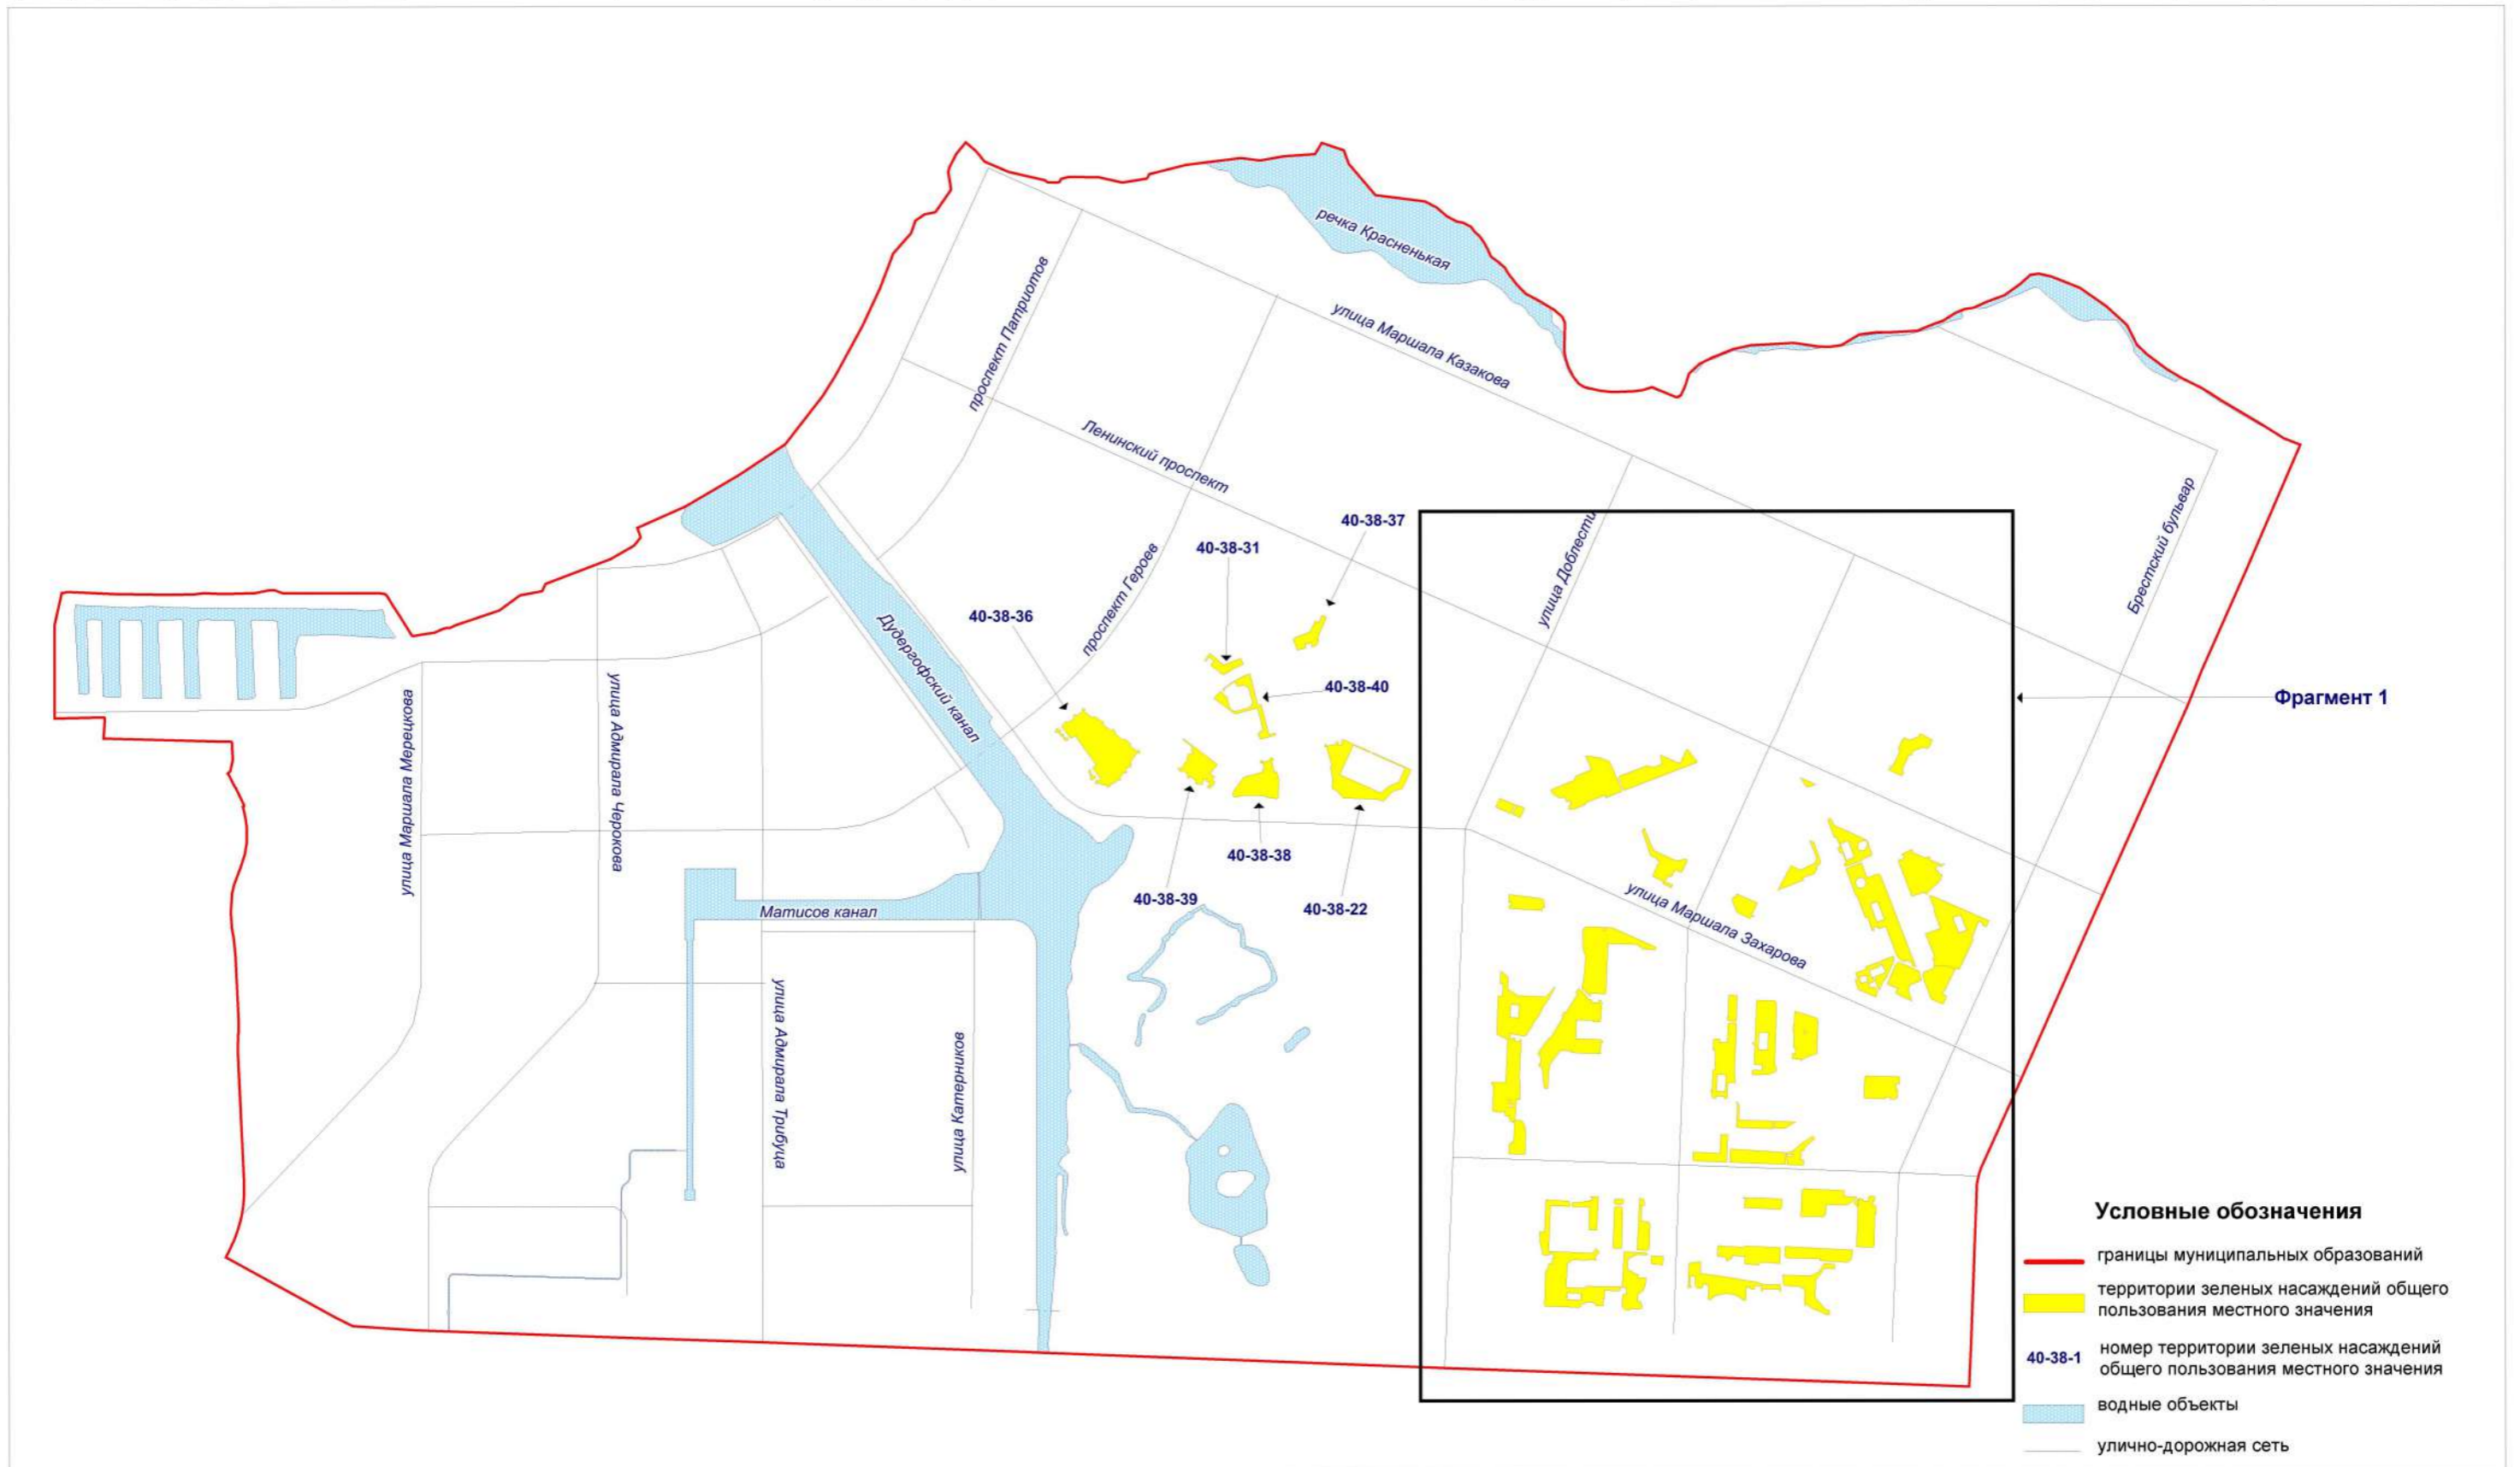 речка Красненькая
проспект Патриотов
улица Маршала Казакова
Ленинский проспект
Брестский бульвар
улица Доблести
40-38-37
40-38-31
проспект Героев
40-38-36
Дудергофский канал
40-38-40
Фрагмент 1
улица Маршала Мерецкова
улица Адмирала Черокова
40-38-38
40-38-39
40-38-22
улица Маршала Захарова
Матисов канал
улица Адмирала Трибуца
улица Катерников
Условные обозначения
границы муниципальных образований
территории зеленых насаждений общего
пользования местного значения
40-38-1
номер территории зеленых насаждений
общего пользования местного значения
водные объекты
улично-дорожная сеть